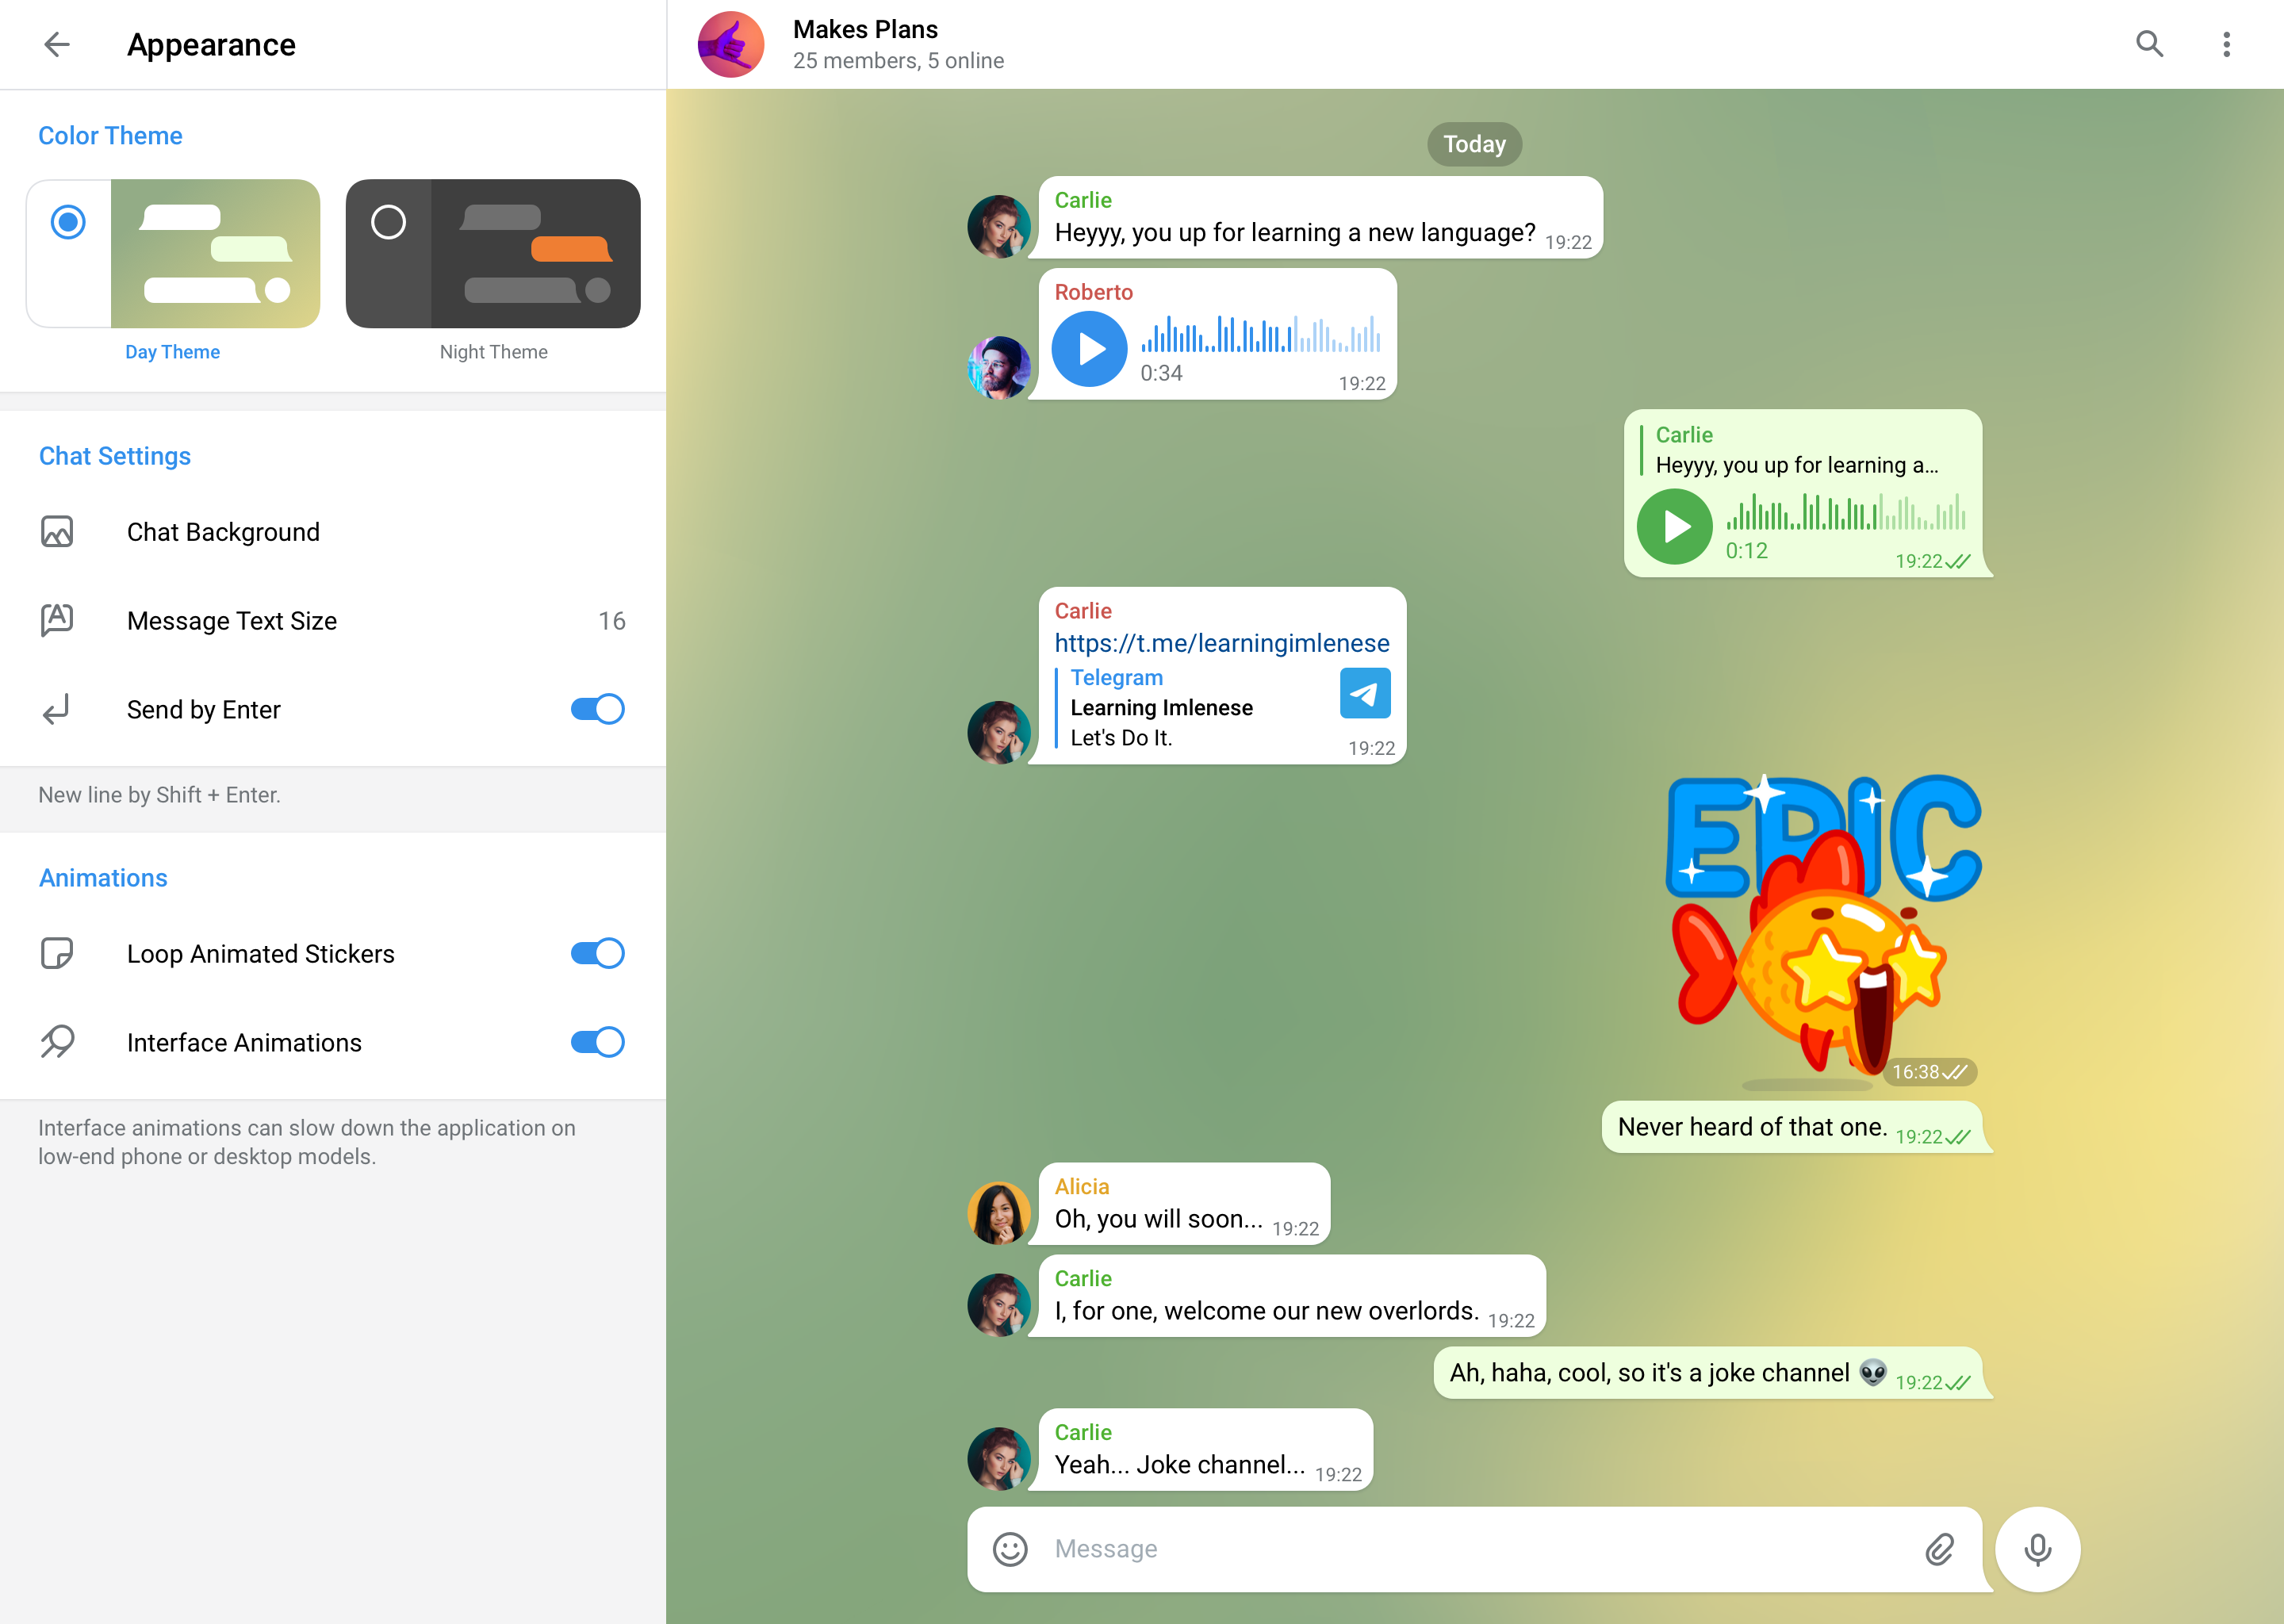 Appearance
Color Theme
Day Theme
Night Theme
Chat Settings
Chat Background
Message Text Size 16
Send by Enter
New line by Shift + Enter.
Animations
Loop Animated Stickers
Interface Animations
Interface animations can slow down the application on
low-end phone or desktop models.
Makes Plans
25 members, 5 online
Today
Carlie
Heyyy, you up for learning a new language? 19:22
Roberto
0:34 19:22
Carlie
Heyyy, you up for learning a...
0:12 19:22
Carlie
https://t.me/learningimlenese
Telegram
Learning Imlenese
Let's Do It. 19:22
EPIC
16:38
Never heard of that one. 19:22
Alicia
Oh, you will soon... 19:22
Carlie
I, for one, welcome our new overlords. 19:22
Ah, haha, cool, so it's a joke channel 👽 19:22
Carlie
Yeah... Joke channel... 19:22
Message